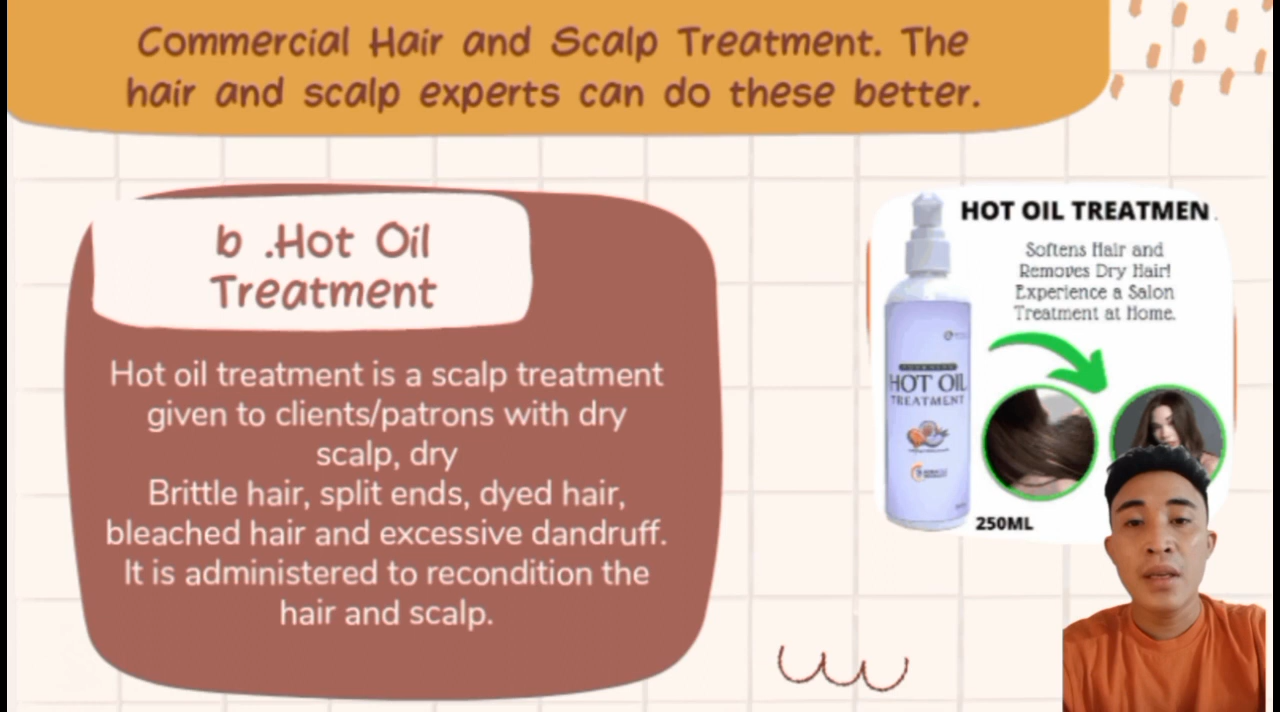 Commercial Hair and Scalp Treatment. The
hair and scalp experts can do these better.
b .Hot Oil
Treatment
Hot oil treatment is a scalp treatment
given to clients/patrons with dry
scalp, dry
Brittle hair, split ends, dyed hair,
bleached hair and excessive dandruff.
It is administered to recondition the
hair and scalp.
HOT OIL TREATMEN
Softens Hair and
Removes Dry Hair!
Experience a Salon
Treatment at Home.
HOT OIL
TREATMENT
250ML